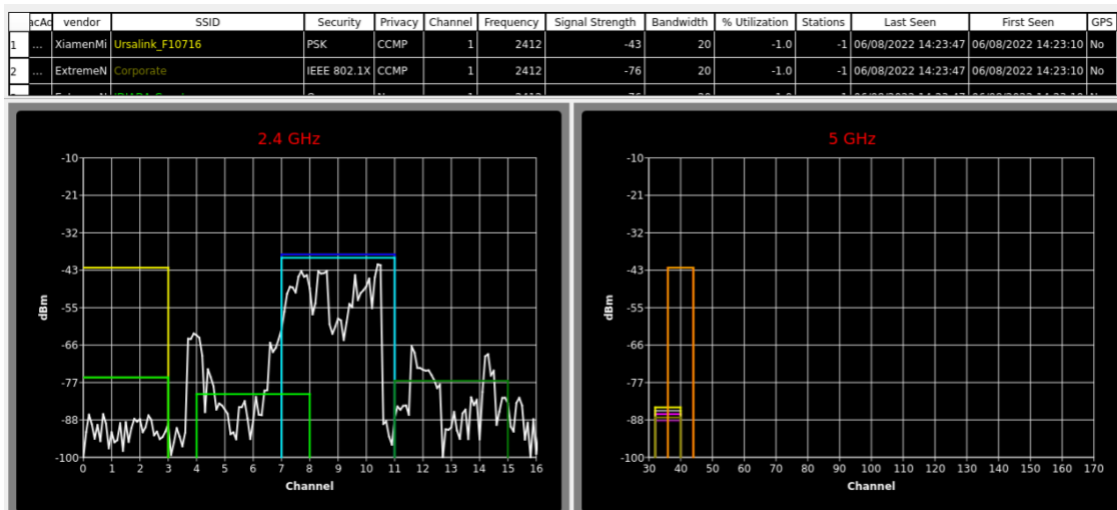 acAd vendor SSID Security Privacy Channel Frequency Signal Strength Bandwidth % Utilization Stations Last Seen First Seen GPS
1 ... XiamenMi Ursalink_F10716 PSK CCMP 1 2412 -43 20 -1.0 -1 06/08/2022 14:23:47 06/08/2022 14:23:10 No
2 ... ExtremeN Corporate IEEE 802.1X CCMP 1 2412 -76 20 -1.0 -1 06/08/2022 14:23:47 06/08/2022 14:23:10 No
2.4 GHz
-10
-21
-32
-43
-55
-66
-77
-88
-100
dBm
0 1 2 3 4 5 6 7 8 9 10 11 12 13 14 15 16
Channel
5 GHz
-10
-21
-32
-43
-55
-66
-77
-88
-100
dBm
30 40 50 60 70 80 90 100 110 120 130 140 150 160 170
Channel